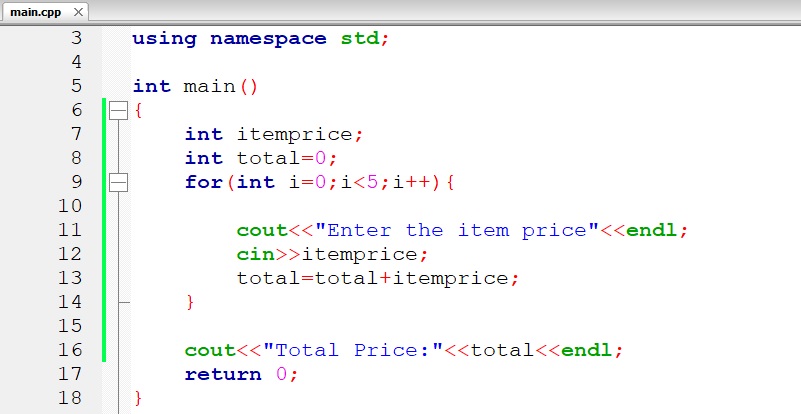 main.cpp
3 using namespace std;
4
5 int main()
6 {
7 int itemprice;
8 int total=0;
9 for(int i=0;i<5;i++){
10
11 cout<<"Enter the item price"<<endl;
12 cin>>itemprice;
13 total=total+itemprice;
14 }
15
16 cout<<"Total Price:"<<total<<endl;
17 return 0;
18 }